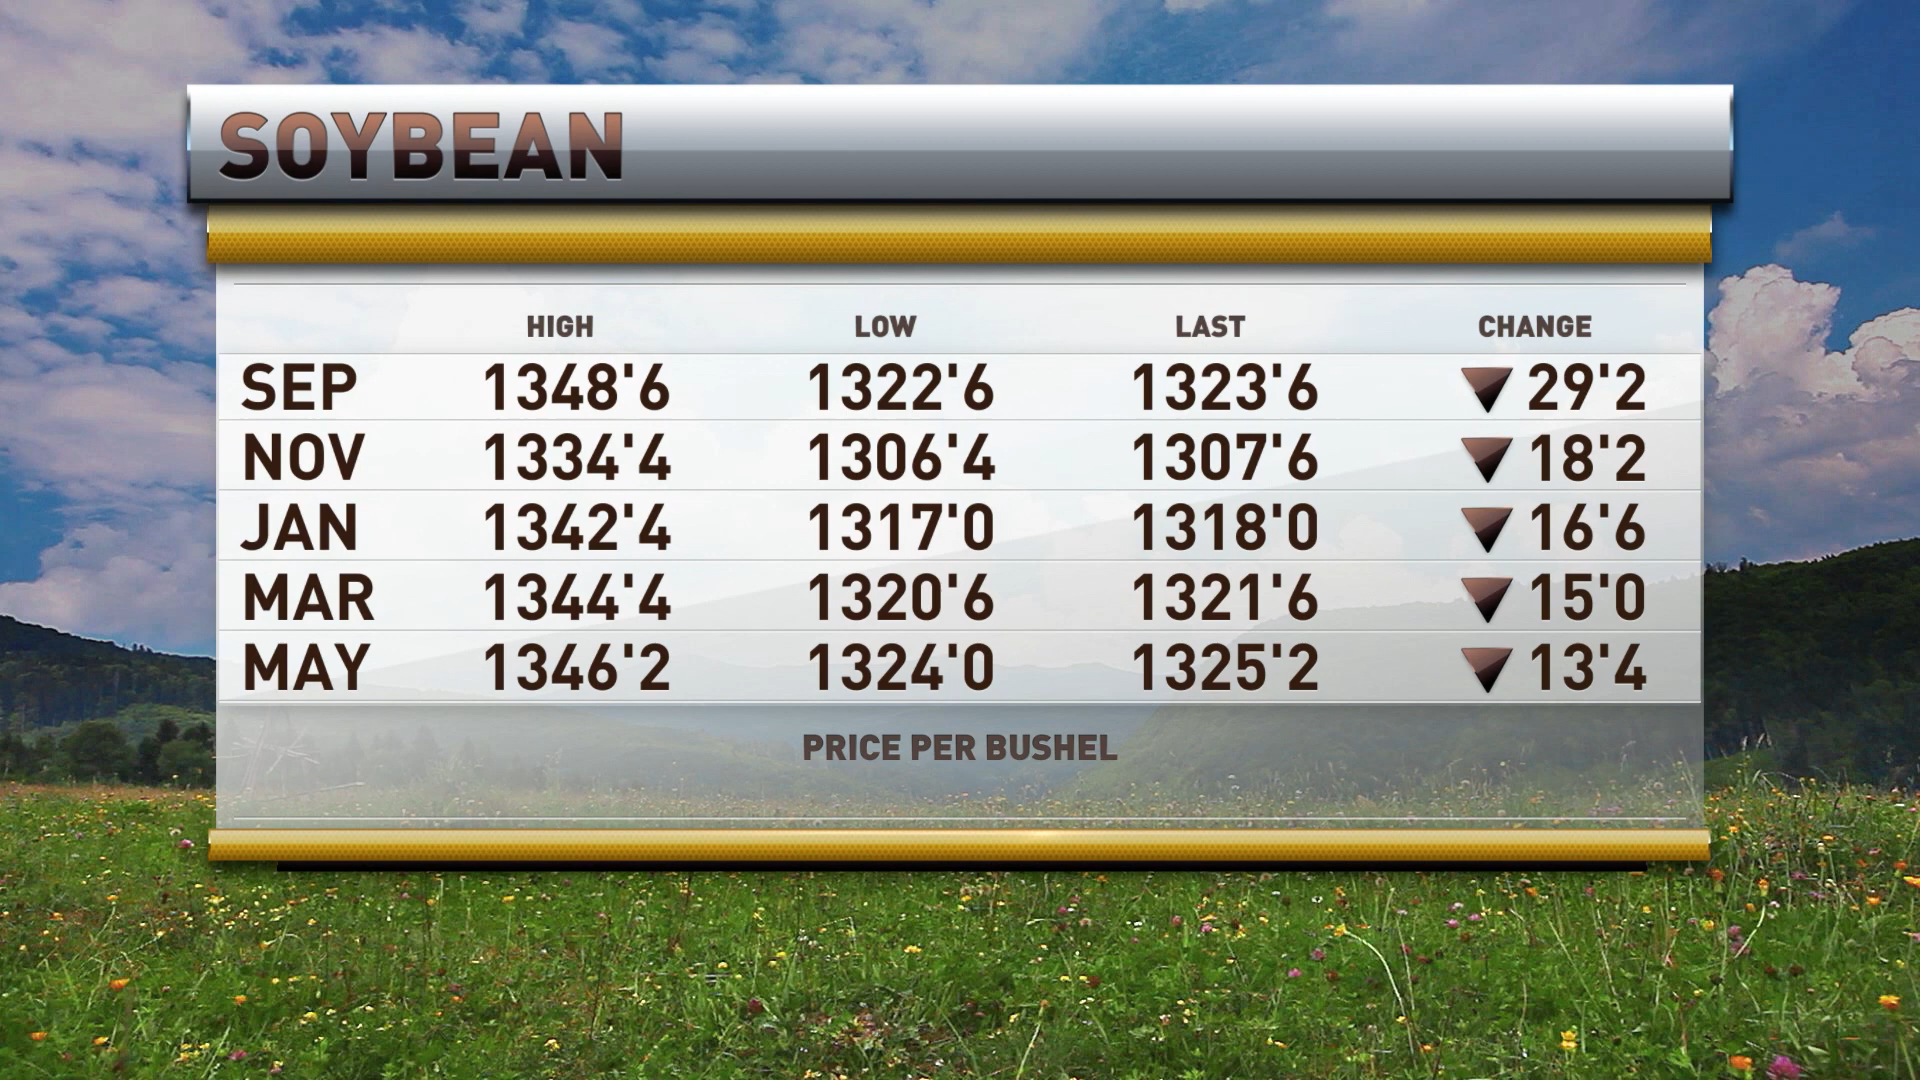 SOYBEAN
HIGH LOW LAST CHANGE
SEP 1348'6 1322'6 1323'6 ▼ 29'2
NOV 1334'4 1306'4 1307'6 ▼ 18'2
JAN 1342'4 1317'0 1318'0 ▼ 16'6
MAR 1344'4 1320'6 1321'6 ▼ 15'0
MAY 1346'2 1324'0 1325'2 ▼ 13'4
PRICE PER BUSHEL